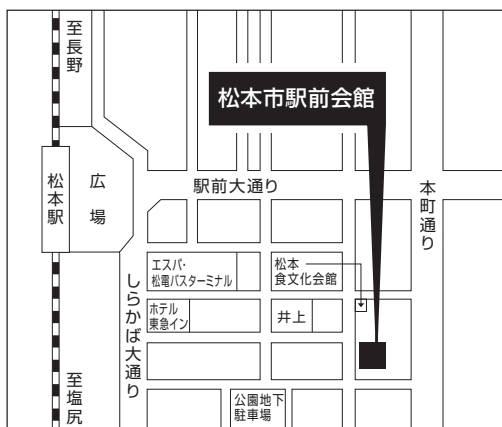 至長野
松本市駅前会館
松本駅
広場
駅前大通り
本町通り
エスパ・
松電バスターミナル
松本
食文化会館
しらかば大通り
ホテル
東急イン
井上
至塩尻
公園地下
駐車場